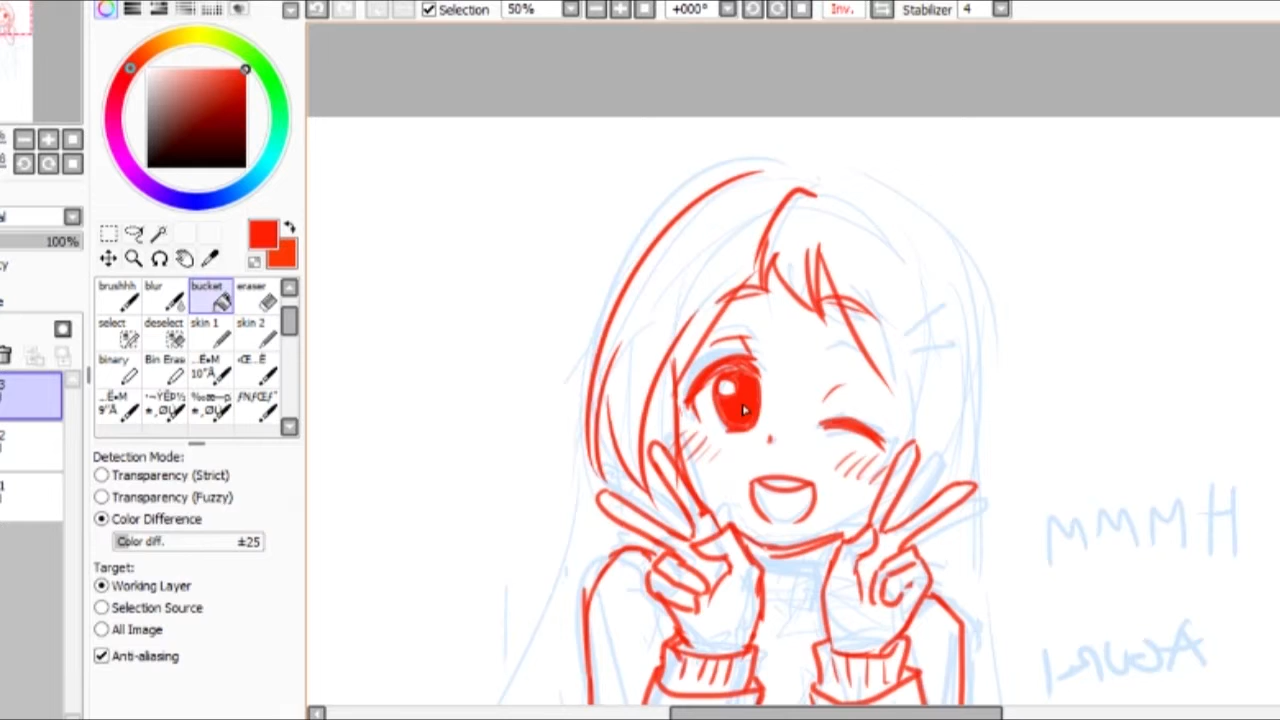 Selection 50% +000° Inv. Stabilizer 4
100%
brushhh blur bucket eraser
select deselect skin 1 skin 2
binary Bin Eras
Detection Mode:
Transparency (Strict)
Transparency (Fuzzy)
Color Difference
Color diff. ±25
Target:
Working Layer
Selection Source
All Image
Anti-aliasing